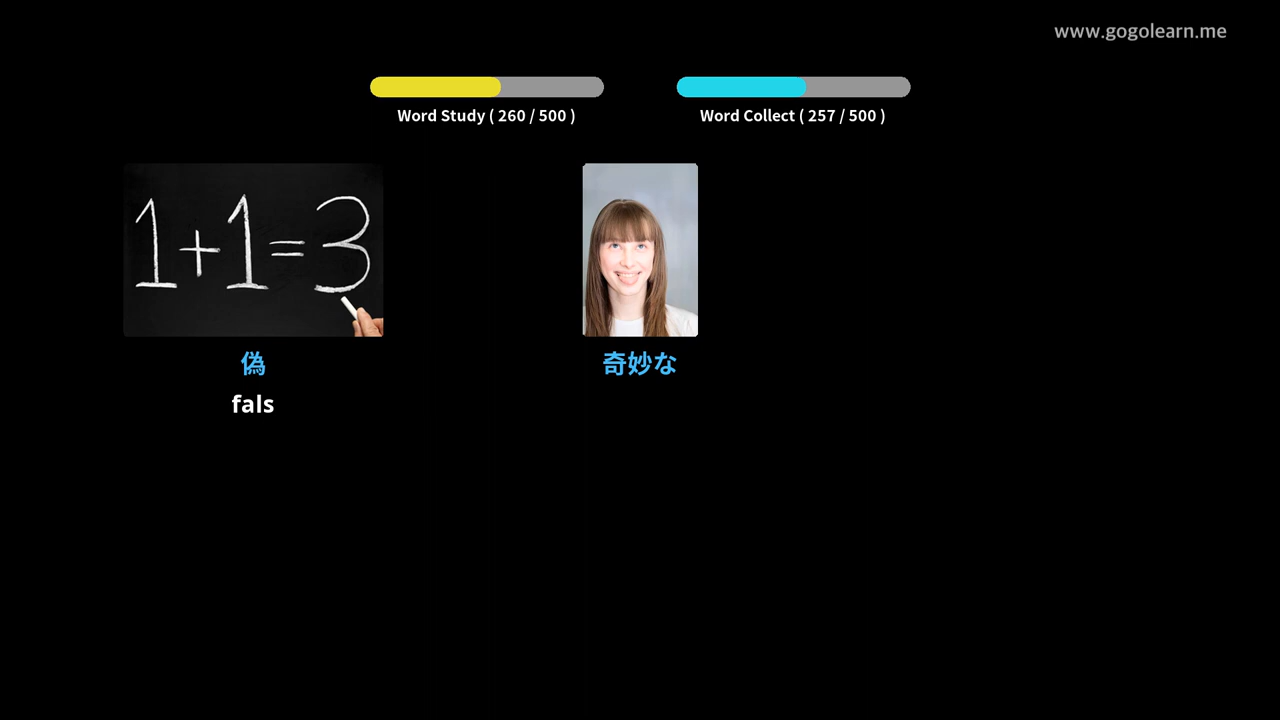 www.gogolearn.me
Word Study ( 260 / 500 )
Word Collect ( 257 / 500 )
1+1=3
偽
fals
奇妙な